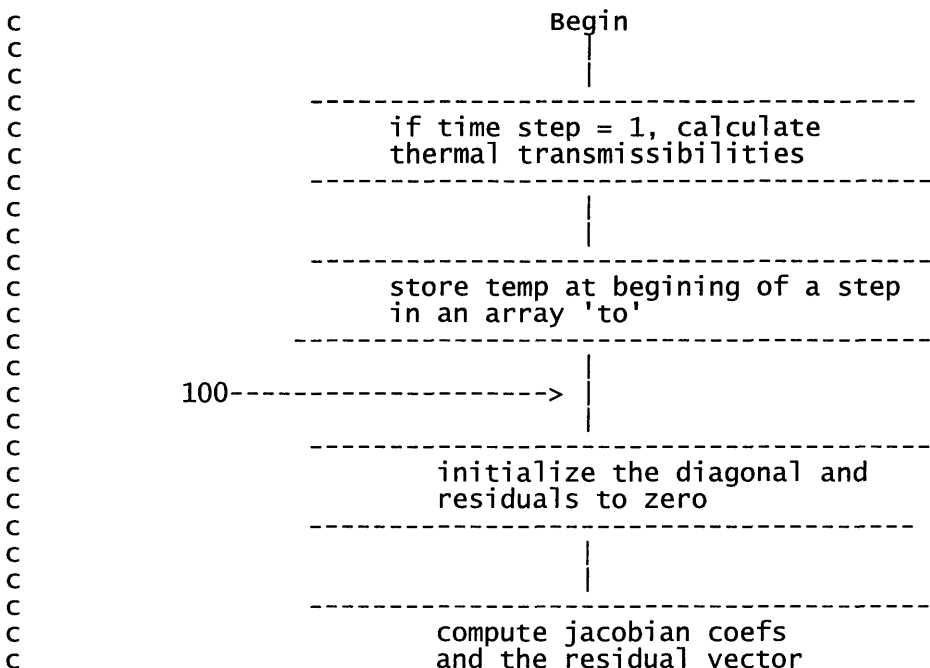 c Begin
c |
c |
c --------------------------------------
c if time step = 1, calculate
c thermal transmissibilities
c ---------------------------------------
c |
c |
c ---------------------------------------
c store temp at begining of a step
c in an array 'to'
c ----------------------------------------
c |
c 100--------------------> |
c |
c ---------------------------------------
c initialize the diagonal and
c residuals to zero
c --------------------------------------
c |
c |
c ---------------------------------------
c compute jacobian coefs
c and the residual vector